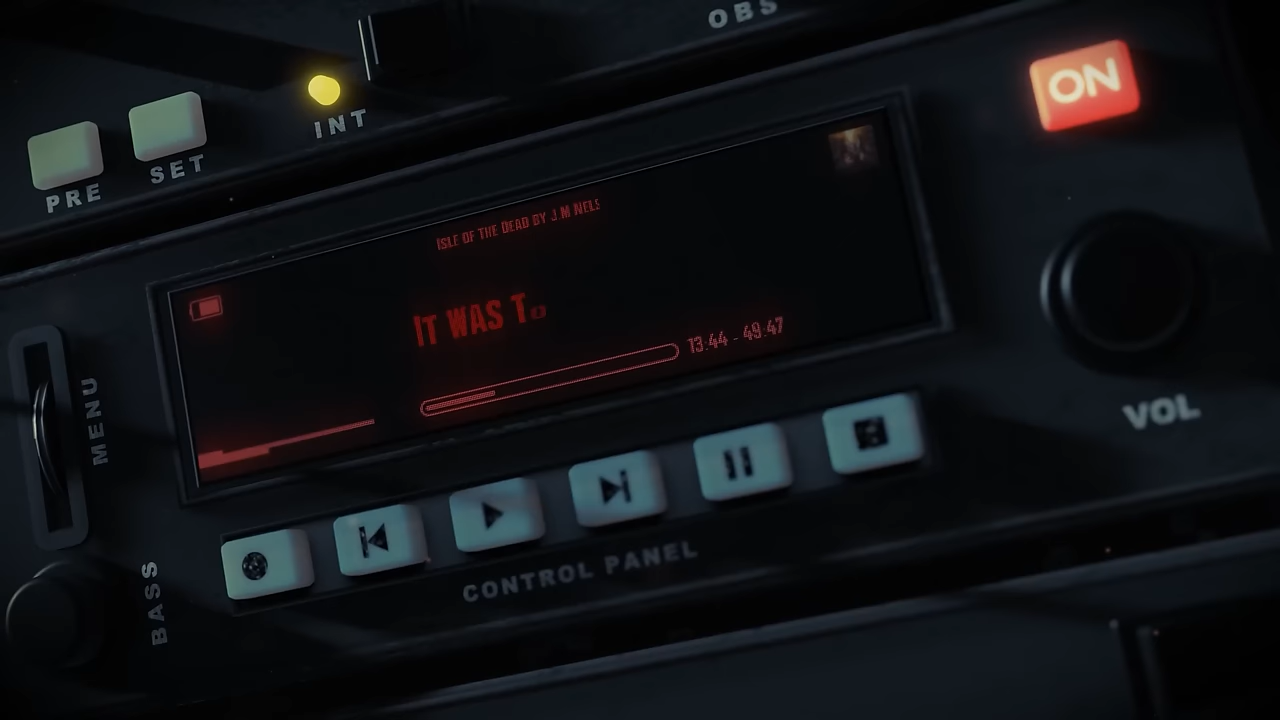 OBS
ON
INT
PRE
SET
ISLE OF THE DEAD BY J.M NELS
IT WAS To
13:44 - 49:47
MENU
VOL
CONTROL PANEL
BASS